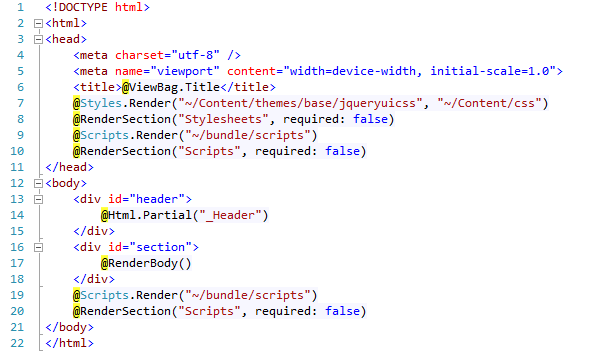 1 <!DOCTYPE html>
2 <html>
3 <head>
4 <meta charset="utf-8" />
5 <meta name="viewport" content="width=device-width, initial-scale=1.0">
6 <title>@ViewBag.Title</title>
7 @Styles.Render("~/Content/themes/base/jqueryuicss", "~/Content/css")
8 @RenderSection("Stylesheets", required: false)
9 @Scripts.Render("~/bundle/scripts")
10 @RenderSection("Scripts", required: false)
11 </head>
12 <body>
13 <div id="header">
14 @Html.Partial("_Header")
15 </div>
16 <div id="section">
17 @RenderBody()
18 </div>
19 @Scripts.Render("~/bundle/scripts")
20 @RenderSection("Scripts", required: false)
21 </body>
22 </html>